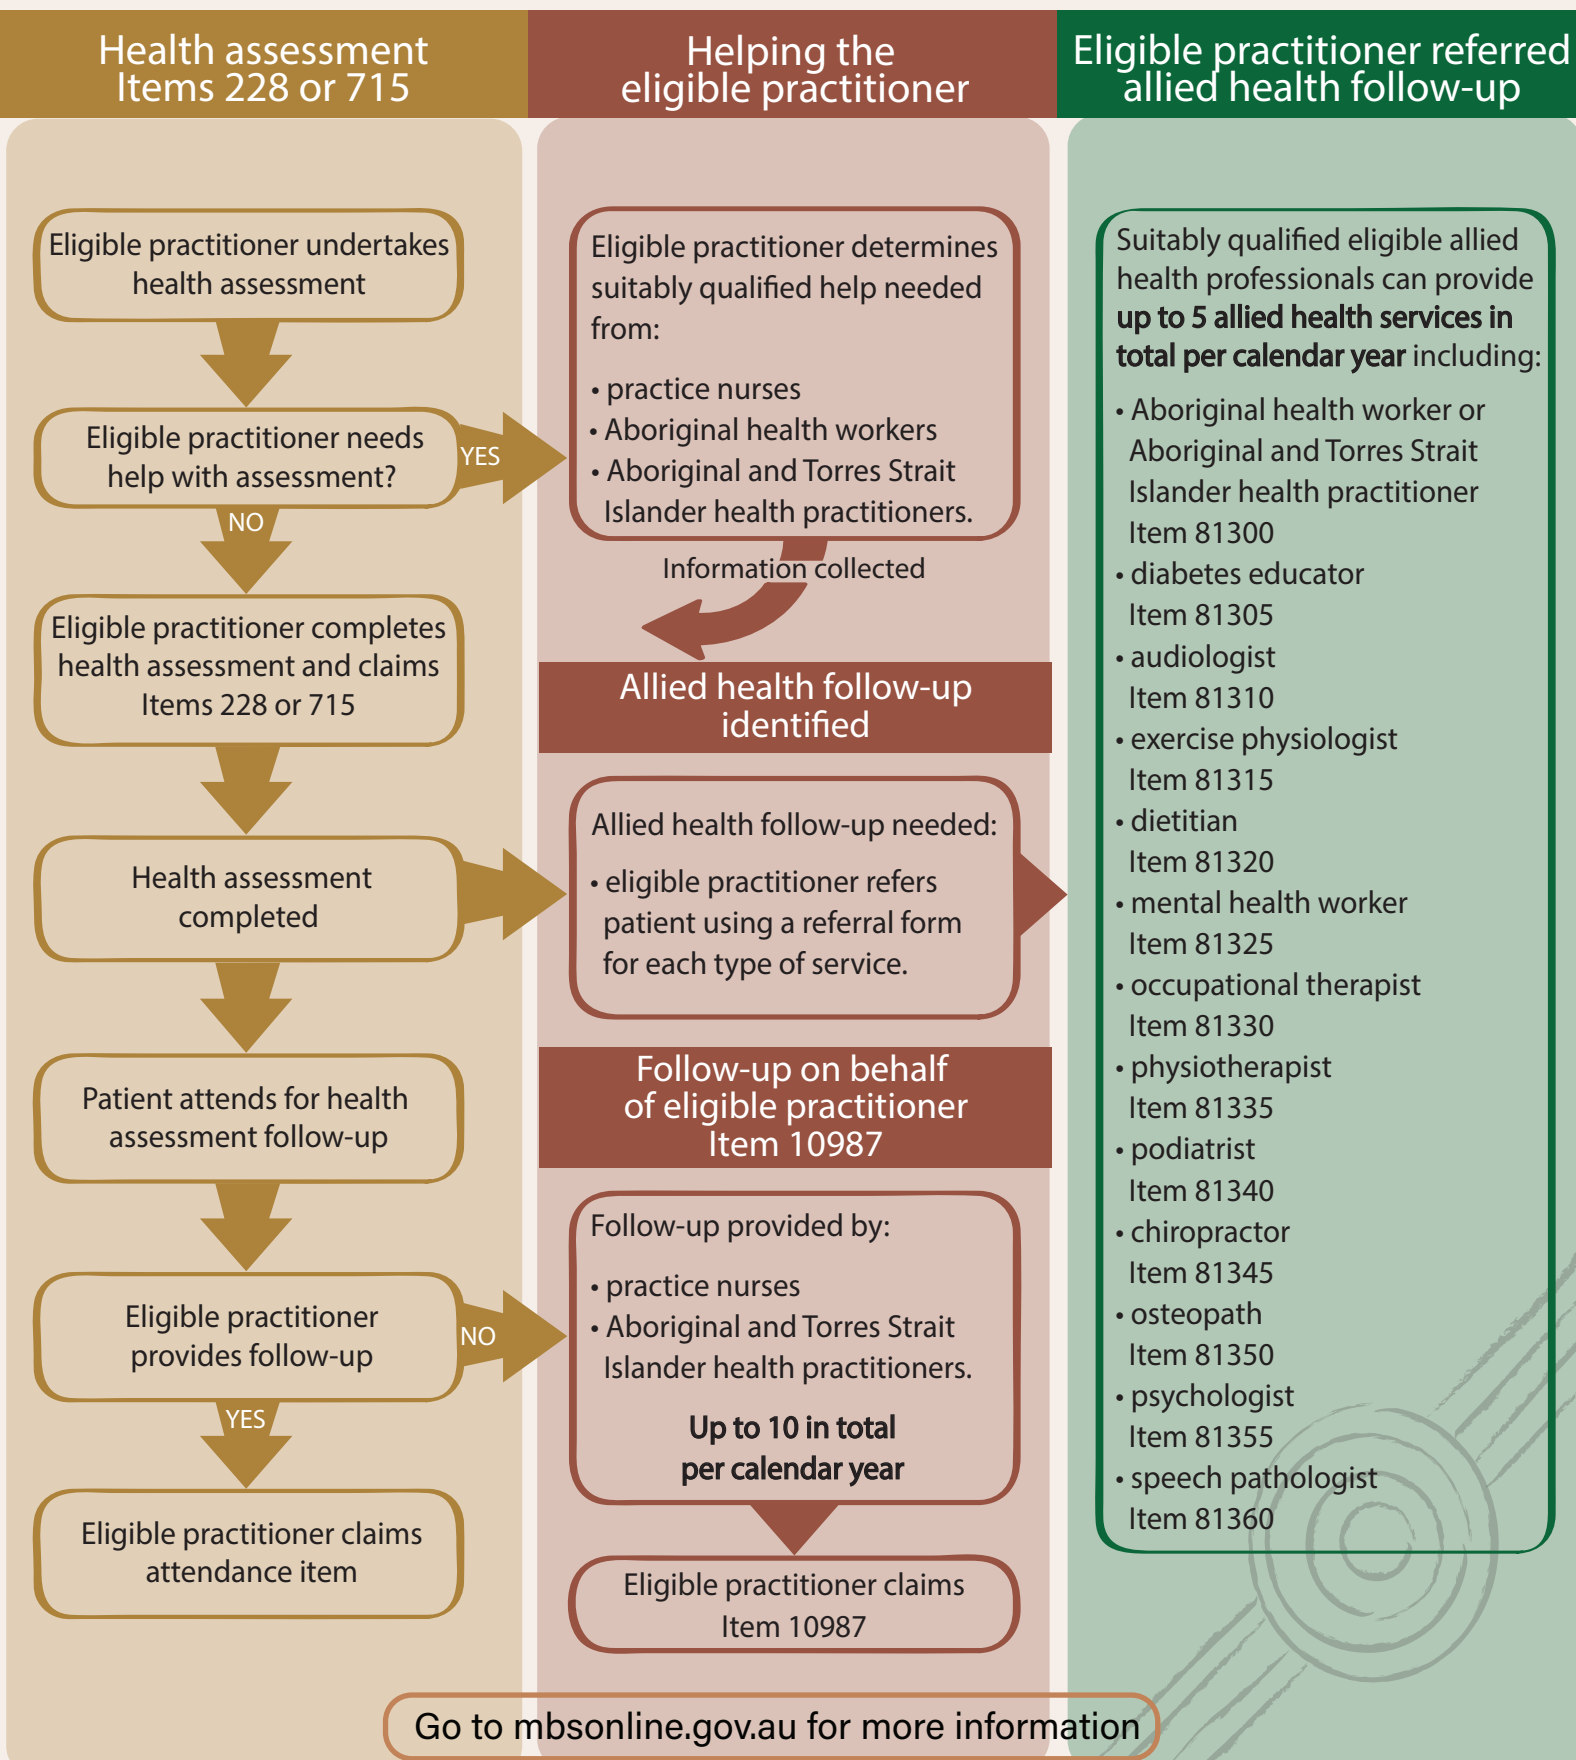 Health assessment
Items 228 or 715
Eligible practitioner undertakes
health assessment
Eligible practitioner needs
help with assessment?
YES
NO
Eligible practitioner completes
health assessment and claims
Items 228 or 715
Health assessment
completed
Patient attends for health
assessment follow-up
Eligible practitioner
provides follow-up
NO
YES
Eligible practitioner claims
attendance item
Helping the
eligible practitioner
Eligible practitioner determines
suitably qualified help needed
from:
• practice nurses
• Aboriginal health workers
• Aboriginal and Torres Strait
Islander health practitioners.
Information collected
Allied health follow-up
identified
Allied health follow-up needed:
• eligible practitioner refers
patient using a referral form
for each type of service.
Follow-up on behalf
of eligible practitioner
Item 10987
Follow-up provided by:
• practice nurses
• Aboriginal and Torres Strait
Islander health practitioners.
Up to 10 in total
per calendar year
Eligible practitioner claims
Item 10987
Eligible practitioner referred
allied health follow-up
Suitably qualified eligible allied
health professionals can provide
up to 5 allied health services in
total per calendar year including:
• Aboriginal health worker or
Aboriginal and Torres Strait
Islander health practitioner
Item 81300
• diabetes educator
Item 81305
• audiologist
Item 81310
• exercise physiologist
Item 81315
• dietitian
Item 81320
• mental health worker
Item 81325
• occupational therapist
Item 81330
• physiotherapist
Item 81335
• podiatrist
Item 81340
• chiropractor
Item 81345
• osteopath
Item 81350
• psychologist
Item 81355
• speech pathologist
Item 81360
Go to mbsonline.gov.au for more information